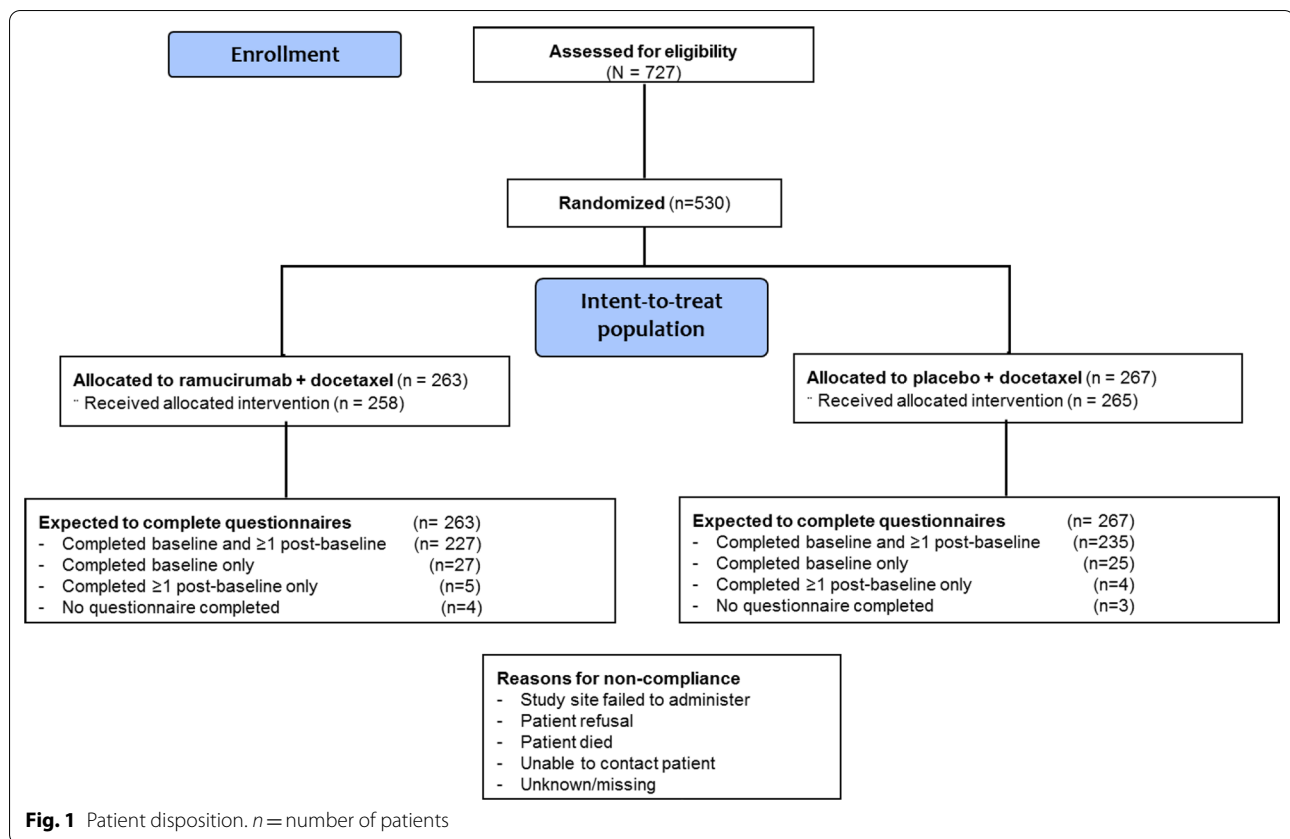 Enrollment
Assessed for eligibility
(N = 727)
Randomized (n=530)
Intent-to-treat
population
Allocated to ramucirumab + docetaxel (n = 263)
¨ Received allocated intervention (n = 258)
Allocated to placebo + docetaxel (n = 267)
¨ Received allocated intervention (n = 265)
Expected to complete questionnaires (n= 263)
- Completed baseline and ≥1 post-baseline (n= 227)
- Completed baseline only (n=27)
- Completed ≥1 post-baseline only (n=5)
- No questionnaire completed (n=4)
Expected to complete questionnaires (n= 267)
- Completed baseline and ≥1 post-baseline (n=235)
- Completed baseline only (n=25)
- Completed ≥1 post-baseline only (n=4)
- No questionnaire completed (n=3)
Reasons for non-compliance
- Study site failed to administer
- Patient refusal
- Patient died
- Unable to contact patient
- Unknown/missing
Fig. 1 Patient disposition. n = number of patients